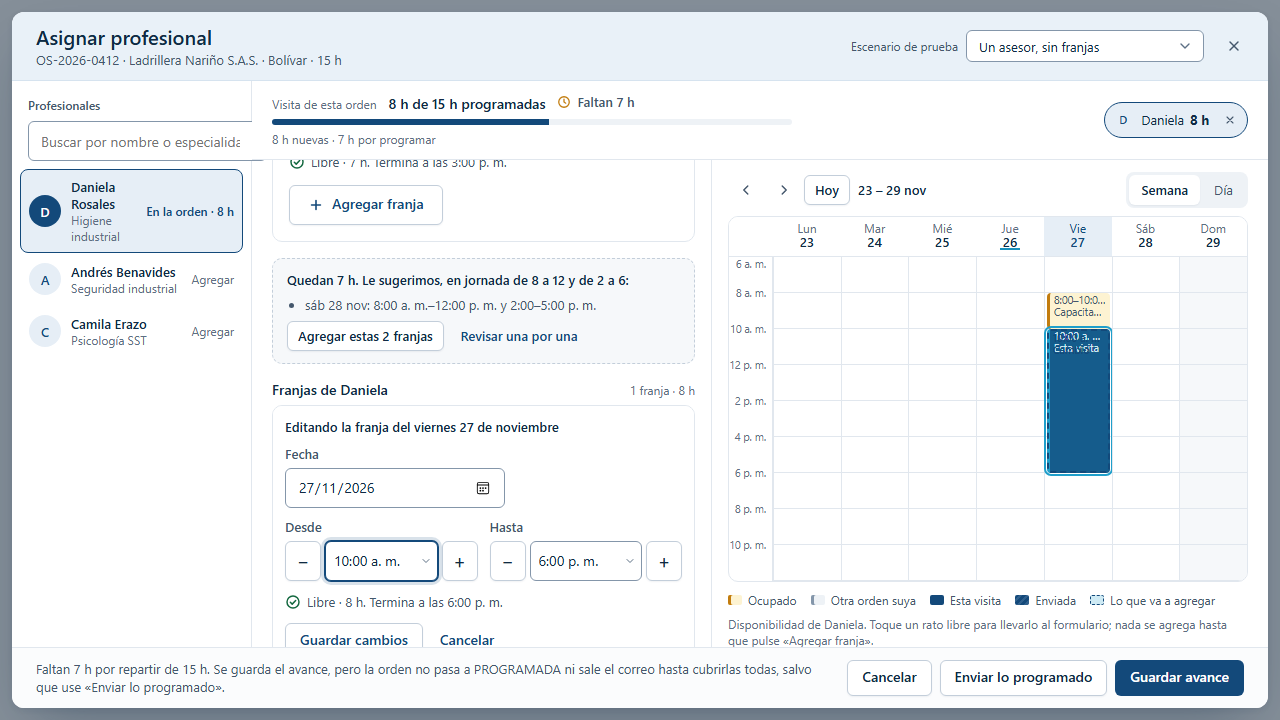 Asignar profesional
OS-2026-0412 · Ladrillera Nariño S.A.S. · Bolívar · 15 h
Escenario de prueba
Un asesor, sin franjas
Profesionales
Buscar por nombre o especialida
Daniela
Rosales
Higiene
industrial
En la orden · 8 h
D
A
Andrés Benavides
Seguridad industrial
Agregar
C
Camila Erazo
Psicología SST
Agregar
Visita de esta orden 8 h de 15 h programadas Faltan 7 h
8 h nuevas · 7 h por programar
D Daniela 8 h ×
Libre · 7 h. Termina a las 3:00 p. m.
+ Agregar franja
Quedan 7 h. Le sugerimos, en jornada de 8 a 12 y de 2 a 6:
• sáb 28 nov: 8:00 a. m.–12:00 p. m. y 2:00–5:00 p. m.
Agregar estas 2 franjas Revisar una por una
Franjas de Daniela 1 franja · 8 h
Editando la franja del viernes 27 de noviembre
Fecha
27/11/2026
Desde Hasta
− 10:00 a. m. + − 6:00 p. m. +
Libre · 8 h. Termina a las 6:00 p. m.
Guardar cambios Cancelar
Hoy 23 – 29 nov
Semana Día
Lun Mar Mié Jue Vie Sáb Dom
23 24 25 26 27 28 29
6 a. m.
8 a. m.
10 a. m.
12 p. m.
2 p. m.
4 p. m.
6 p. m.
8 p. m.
10 p. m.
8:00–10:0...
Capacita...
10:00 a. ...
Esta visita
Ocupado Otra orden suya Esta visita Enviada Lo que va a agregar
Disponibilidad de Daniela. Toque un rato libre para llevarlo al formulario; nada se agrega hasta
que pulse «Agregar franja».
Faltan 7 h por repartir de 15 h. Se guarda el avance, pero la orden no pasa a PROGRAMADA ni sale el correo hasta cubrirlas todas, salvo
que use «Enviar lo programado».
Cancelar Enviar lo programado Guardar avance